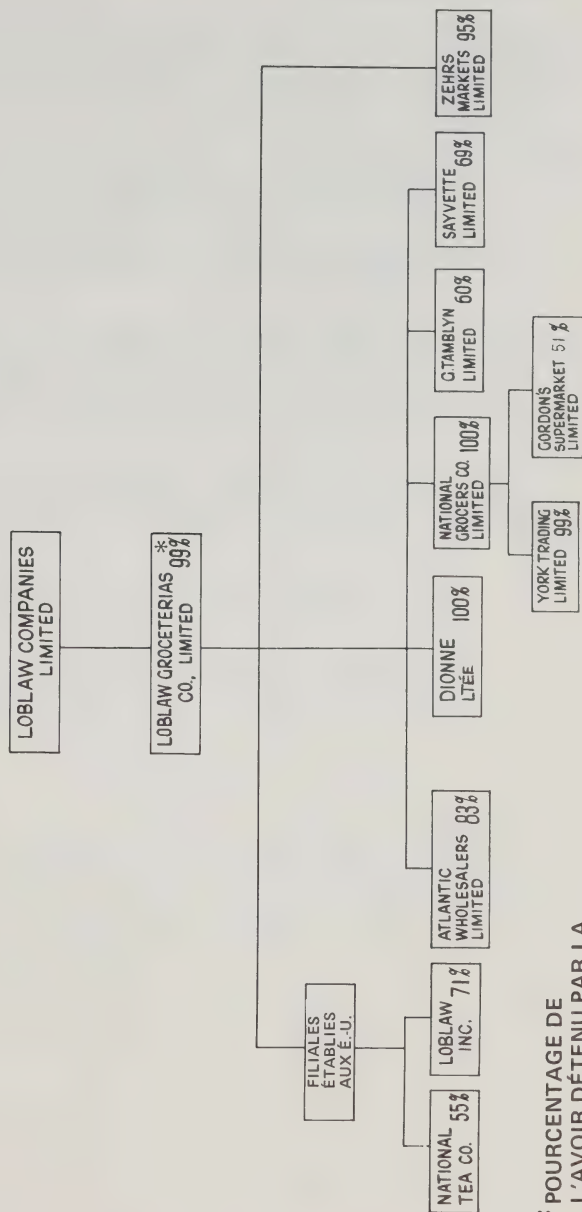 LOBLAW COMPANIES
LIMITED
LOBLAW GROCETERIAS *
CO., LIMITED 99%
FILIALES
ÉTABLIES
AUX É.-U.
NATIONAL
TEA CO. 55%
LOBLAW
INC. 71%
ATLANTIC
WHOLESALERS 83%
LIMITED
DIONNE 100%
LTÉE
NATIONAL
GROCERS CO. 100%
LIMITED
G.TAMBLYN
LIMITED 60%
SAYVETTE
LIMITED 69%
ZEHRS
MARKETS 95%
LIMITED
YORK TRADING
LIMITED 99%
GORDON'S
SUPERMARKET 51%
LIMITED
* POURCENTAGE DE
L'AVOIR DÉTENU PAR LA